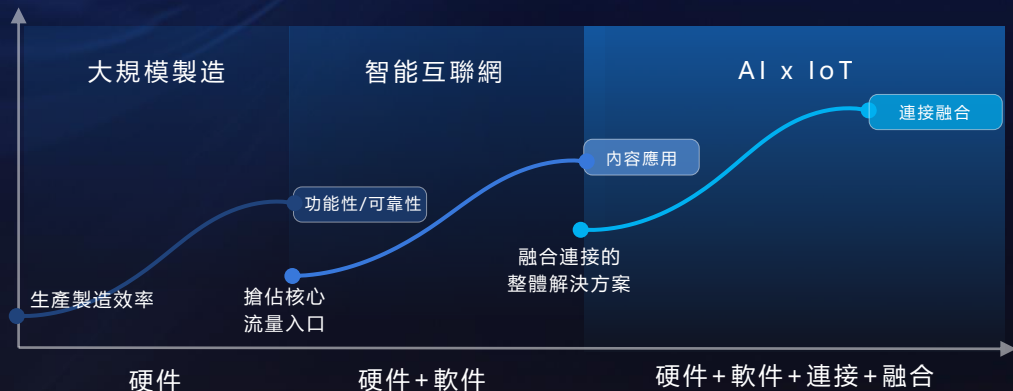 大規模製造
智能互聯網
AI x IoT
連接融合
內容應用
功能性/可靠性
融合連接的
整體解決方案
生產製造效率
搶佔核心
流量入口
硬件
硬件+軟件
硬件+軟件+連接+融合